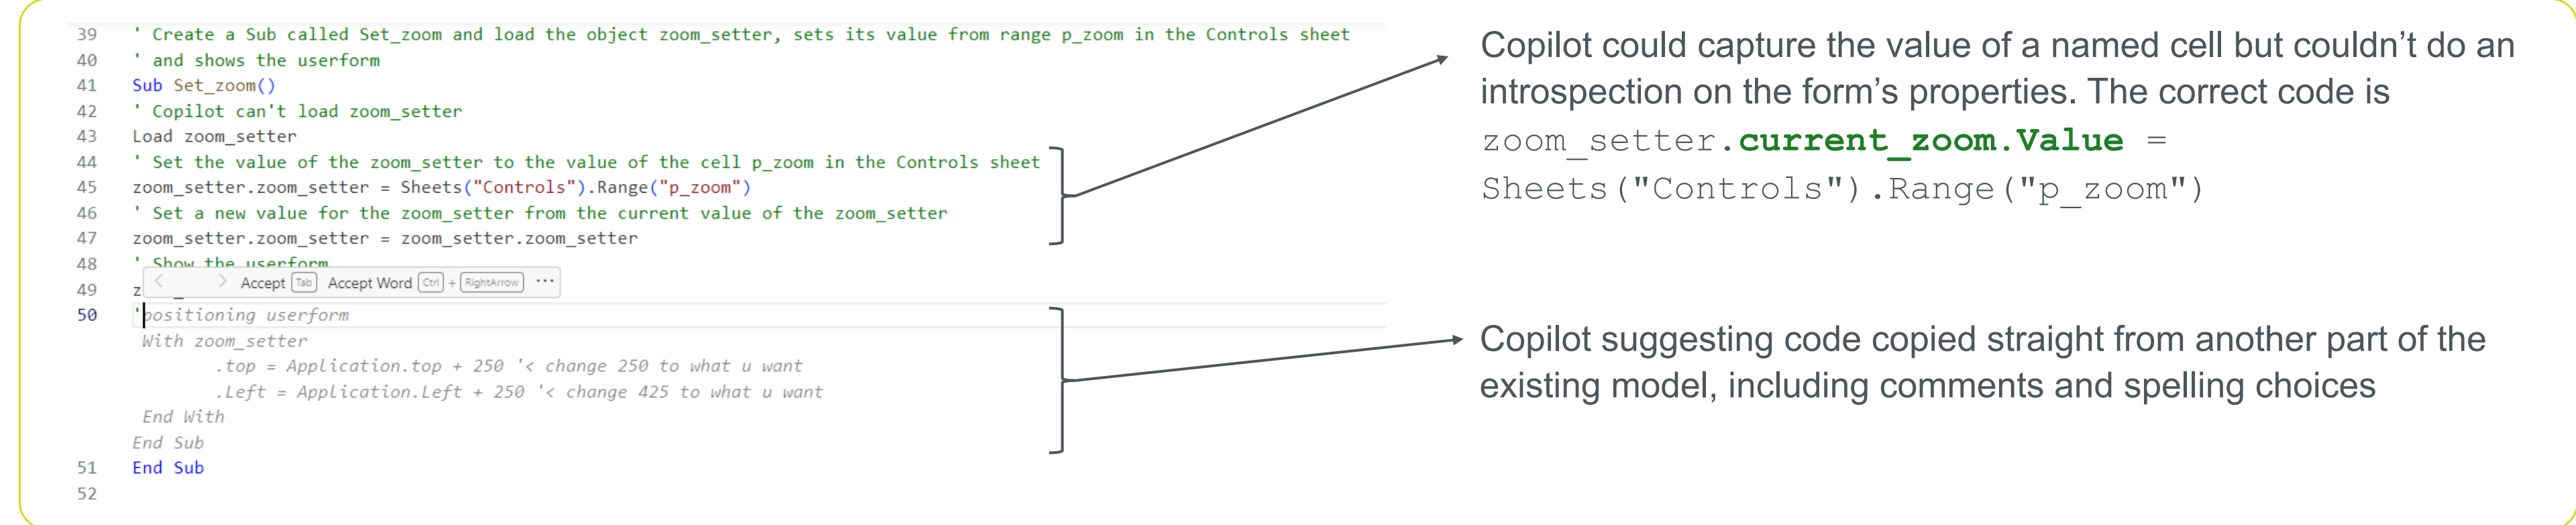 39 ' Create a Sub called Set_zoom and load the object zoom_setter, sets its value from range p_zoom in the Controls sheet
40 ' and shows the userform
41 Sub Set_zoom()
42 ' Copilot can't load zoom_setter
43 Load zoom_setter
44 ' Set the value of the zoom_setter to the value of the cell p_zoom in the Controls sheet
45 zoom_setter.zoom_setter = Sheets("Controls").Range("p_zoom")
46 ' Set a new value for the zoom_setter from the current value of the zoom_setter
47 zoom_setter.zoom_setter = zoom_setter.zoom_setter
48 ' Show the userform
< > Accept Tab Accept Word Ctrl + RightArrow ...
49 z
50 'positioning userform
With zoom_setter
.top = Application.top + 250 '< change 250 to what u want
.Left = Application.Left + 250 '< change 425 to what u want
End With
End Sub
51 End Sub
52
Copilot could capture the value of a named cell but couldn’t do an
introspection on the form’s properties. The correct code is
zoom_setter.current_zoom.Value =
Sheets("Controls").Range("p_zoom")
Copilot suggesting code copied straight from another part of the
existing model, including comments and spelling choices